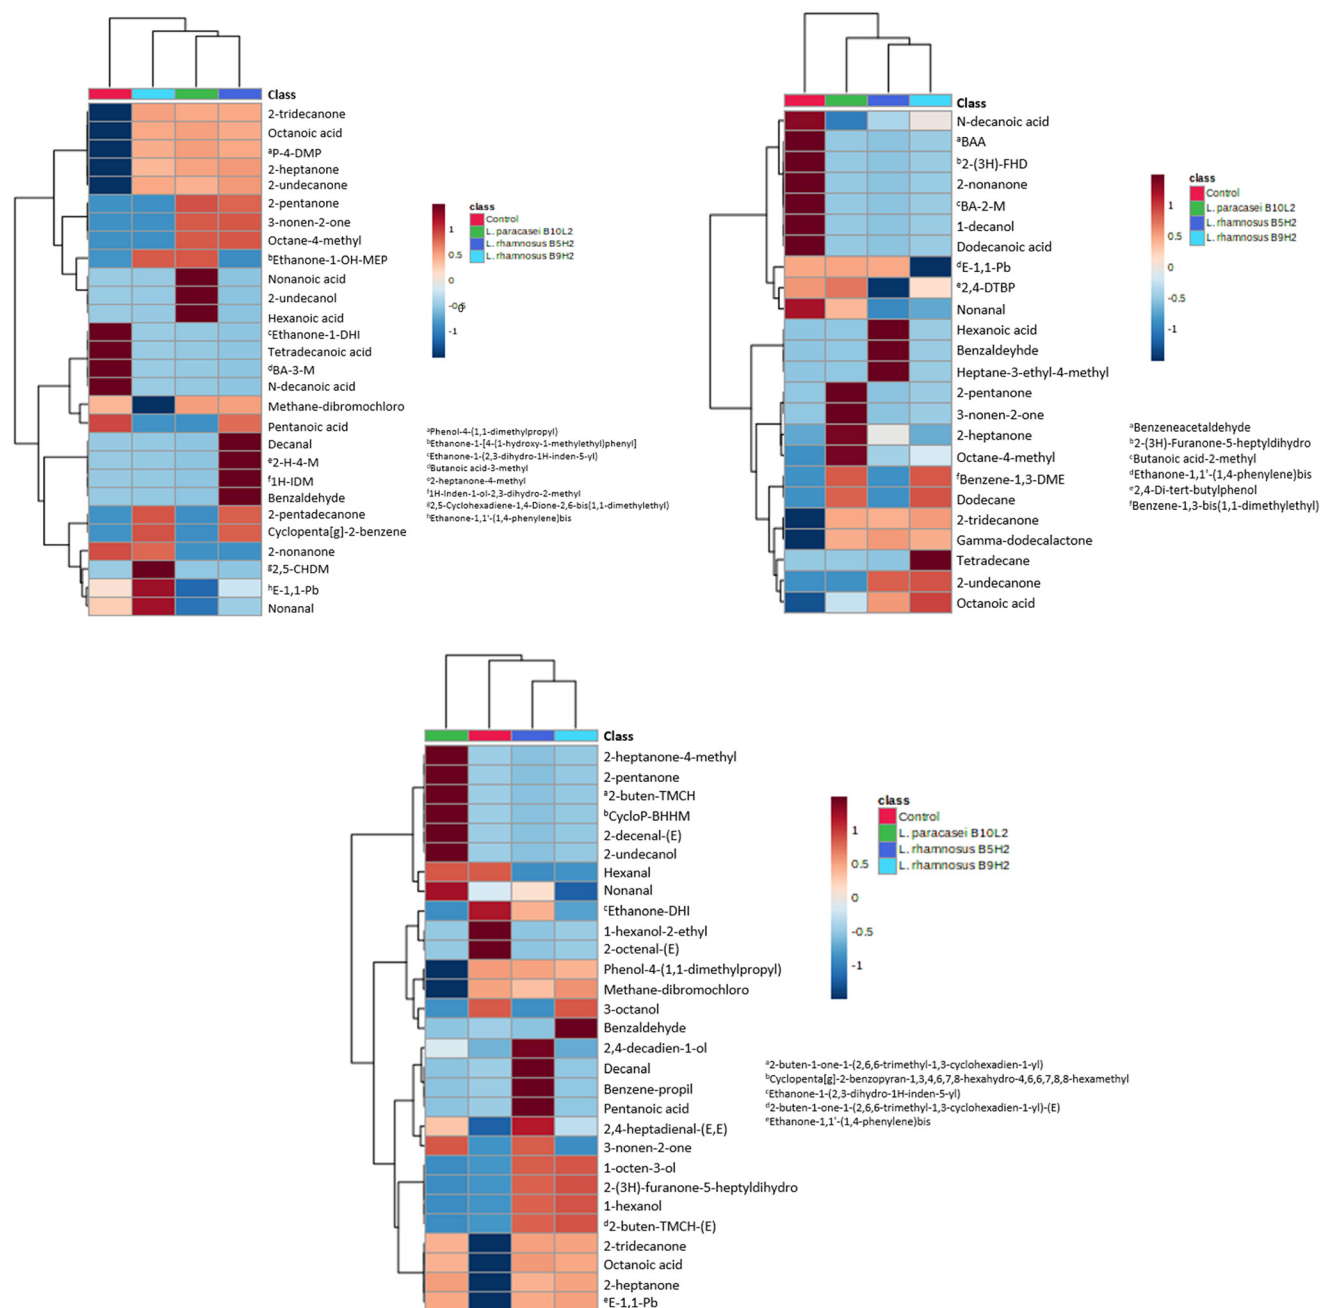 Class
2-tridecanone
Octanoic acid
ᵃP-4-DMP
2-heptanone
2-undecanone
2-pentanone
3-nonen-2-one
Octane-4-methyl
ᵇEthanone-1-OH-MEP
Nonanoic acid
2-undecanol
Hexanoic acid
ᶜEthanone-1-DHI
Tetradecanoic acid
ᵈBA-3-M
N-decanoic acid
Methane-dibromochloro
Pentanoic acid
Decanal
ᵉ2-H-4-M
ᶠ1H-IDM
Benzaldehyde
2-pentadecanone
Cyclopenta[g]-2-benzene
2-nonanone
ᵍ2,5-CHDM
ʰE-1,1-Pb
Nonanal
1
0.5
0
-0.5
-1
class
Control
L. paracasei B10L2
L. rhamnosus B5H2
L. rhamnosus B9H2
ᵃPhenol-4-(1,1-dimethylpropyl)
ᵇEthanone-1-[4-(1-hydroxy-1-methylethyl)phenyl]
ᶜEthanone-1-(2,3-dihydro-1H-inden-5-yl)
ᵈButanoic acid-3-methyl
ᵉ2-heptanone-4-methyl
ᶠ1H-Inden-1-ol-2,3-dihydro-2-methyl
ᵍ2,5-Cyclohexadiene-1,4-Dione-2,6-bis(1,1-dimethylethyl)
ʰEthanone-1,1'-(1,4-phenylene)bis
Class
N-decanoic acid
ᵃBAA
ᵇ2-(3H)-FHD
2-nonanone
ᶜBA-2-M
1-decanol
Dodecanoic acid
ᵈE-1,1-Pb
ᵉ2,4-DTBP
Nonanal
Hexanoic acid
Benzaldeyhde
Heptane-3-ethyl-4-methyl
2-pentanone
3-nonen-2-one
2-heptanone
Octane-4-methyl
ᶠBenzene-1,3-DME
Dodecane
2-tridecanone
Gamma-dodecalactone
Tetradecane
2-undecanone
Octanoic acid
1
0.5
0
-0.5
-1
class
Control
L. paracasei B10L2
L. rhamnosus B5H2
L. rhamnosus B9H2
ᵃBenzeneacetaldehyde
ᵇ2-(3H)-Furanone-5-heptyldihydro
ᶜButanoic acid-2-methyl
ᵈEthanone-1,1'-(1,4-phenylene)bis
ᵉ2,4-Di-tert-butylphenol
ᶠBenzene-1,3-bis(1,1-dimethylethyl)
Class
2-heptanone-4-methyl
2-pentanone
ᵃ2-buten-TMCH
ᵇCycloP-BHHM
2-decenal-(E)
2-undecanol
Hexanal
Nonanal
ᶜEthanone-DHI
1-hexanol-2-ethyl
2-octenal-(E)
Phenol-4-(1,1-dimethylpropyl)
Methane-dibromochloro
3-octanol
Benzaldehyde
2,4-decadien-1-ol
Decanal
Benzene-propil
Pentanoic acid
2,4-heptadienal-(E,E)
3-nonen-2-one
1-octen-3-ol
2-(3H)-furanone-5-heptyldihydro
1-hexanol
ᵈ2-buten-TMCH-(E)
2-tridecanone
Octanoic acid
2-heptanone
ᵉE-1,1-Pb
1
0.5
0
-0.5
-1
class
Control
L. paracasei B10L2
L. rhamnosus B5H2
L. rhamnosus B9H2
ᵃ2-buten-1-one-1-(2,6,6-trimethyl-1,3-cyclohexadien-1-yl)
ᵇCyclopenta[g]-2-benzopyran-1,3,4,6,7,8-hexahydro-4,6,6,7,8,8-hexamethyl
ᶜEthanone-1-(2,3-dihydro-1H-inden-5-yl)
ᵈ2-buten-1-one-1-(2,6,6-trimethyl-1,3-cyclohexadien-1-yl)-(E)
ᵉEthanone-1,1'-(1,4-phenylene)bis